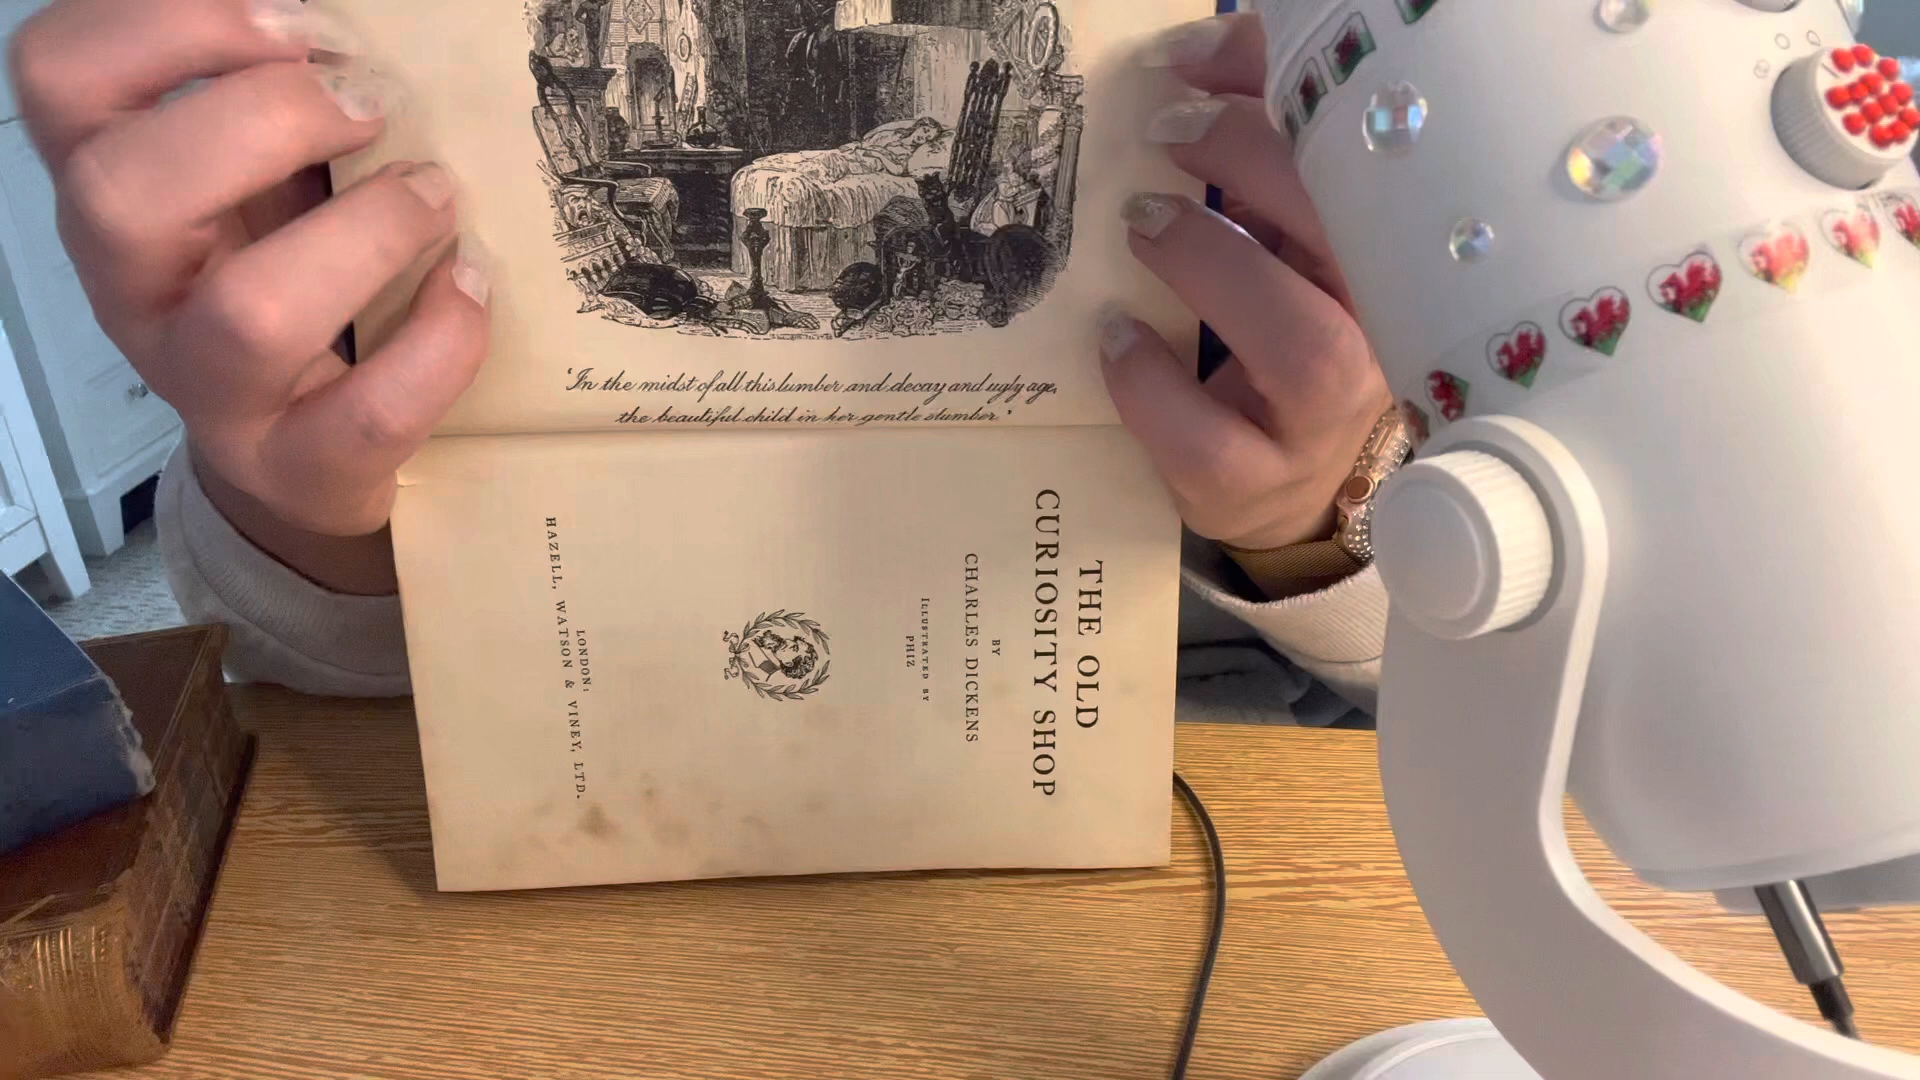 'In the midst of all this lumber and decay and ugly age,
the beautiful child in her gentle slumber.'
THE OLD
CURIOSITY SHOP
BY
CHARLES DICKENS
ILLUSTRATED BY
PHIZ
LONDON:
HAZELL, WATSON & VINEY, LTD.